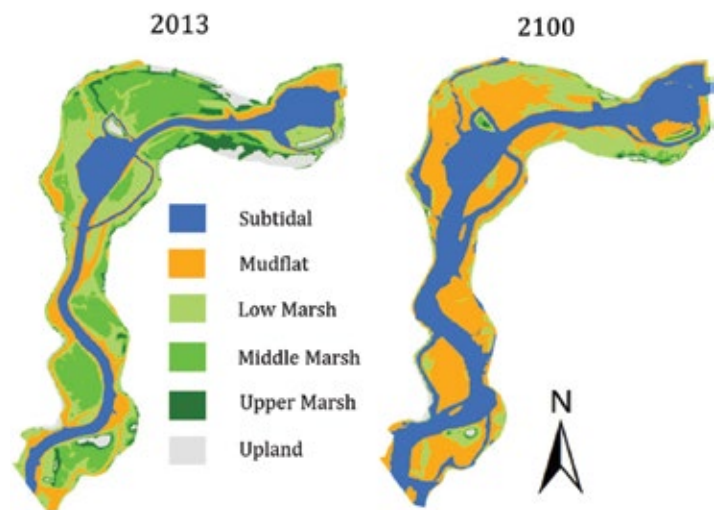 2013
2100
Subtidal
Mudflat
Low Marsh
Middle Marsh
Upper Marsh
Upland
N